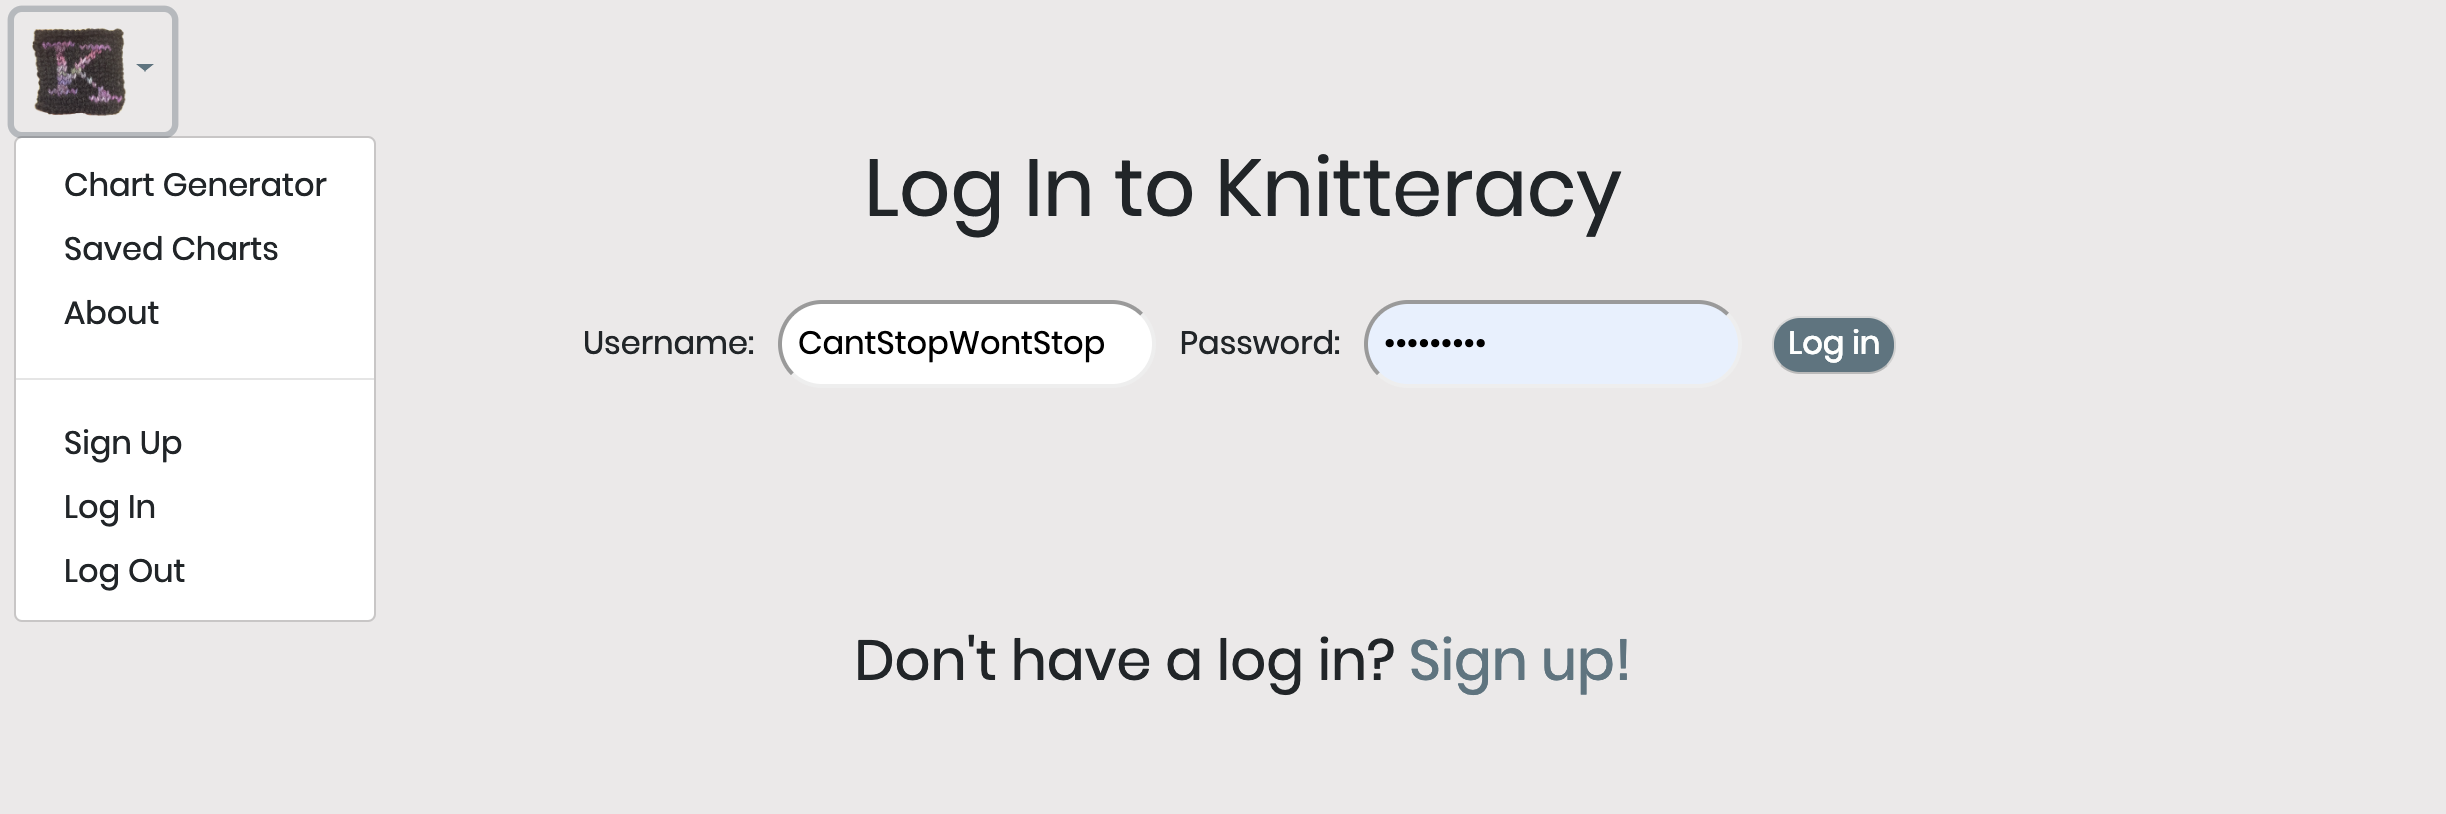 K
Chart Generator
Saved Charts
About
Sign Up
Log In
Log Out
Log In to Knitteracy
Username: CantStopWontStop Password: ••••••••• Log in
Don't have a log in? Sign up!